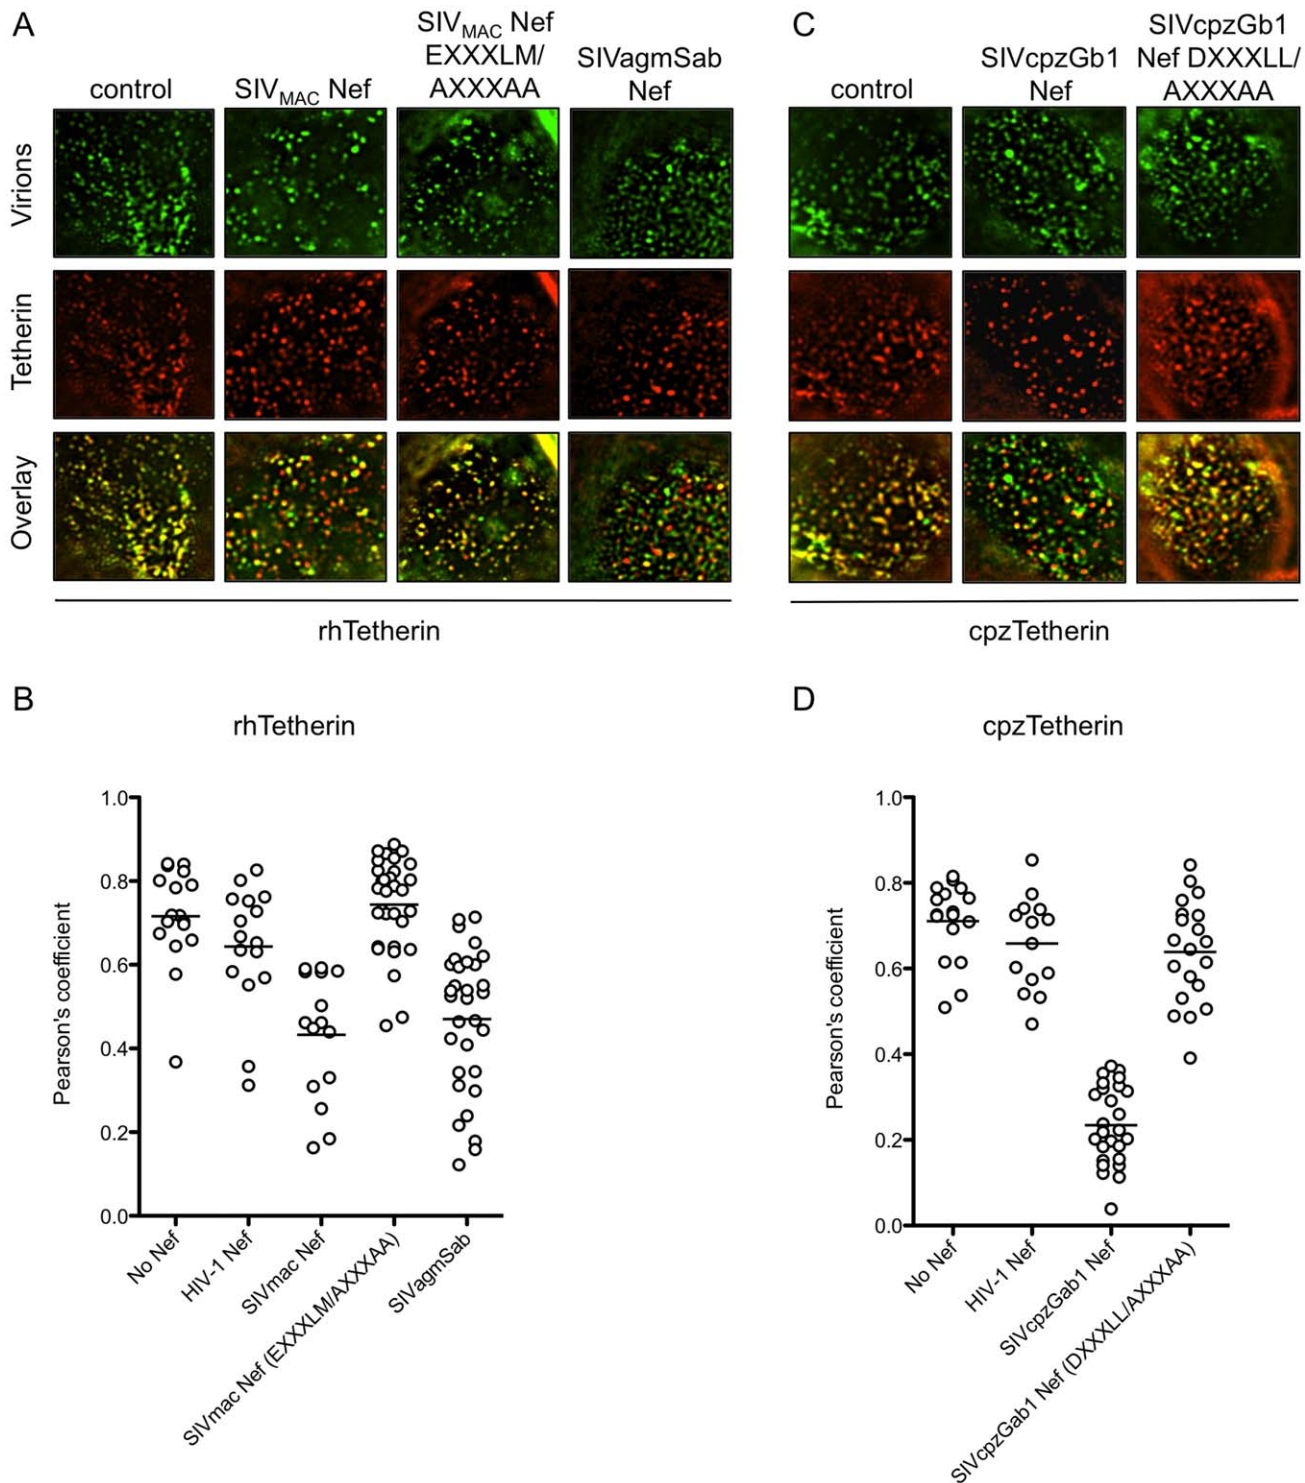 A
control
SIVMAC Nef
SIVMAC Nef
EXXXLM/
AXXXAA
SIVagmSab
Nef
Virions
Tetherin
Overlay
rhTetherin
C
control
SIVcpzGb1
Nef
SIVcpzGb1
Nef DXXXLL/
AXXXAA
cpzTetherin
B
rhTetherin
Pearson's coefficient
1.0
0.8
0.6
0.4
0.2
0.0
No Nef
HIV-1 Nef
SIVmac Nef
SIVmac Nef (EXXXLM/AXXXAA)
SIVagmSab
D
cpzTetherin
Pearson's coefficient
1.0
0.8
0.6
0.4
0.2
0.0
No Nef
HIV-1 Nef
SIVcpzGab1 Nef
SIVcpzGab1 Nef (DXXXLL/AXXXAA)